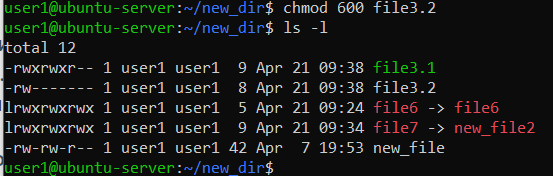 user1@ubuntu-server:~/new_dir$ chmod 600 file3.2
user1@ubuntu-server:~/new_dir$ ls -l
total 12
-rwxrwxr-- 1 user1 user1  9 Apr 21 09:38 file3.1
-rw------- 1 user1 user1  8 Apr 21 09:38 file3.2
lrwxrwxrwx 1 user1 user1  5 Apr 21 09:24 file6 -> file6
lrwxrwxrwx 1 user1 user1  9 Apr 21 09:34 file7 -> new_file2
-rw-rw-r-- 1 user1 user1 42 Apr  7 19:53 new_file
user1@ubuntu-server:~/new_dir$